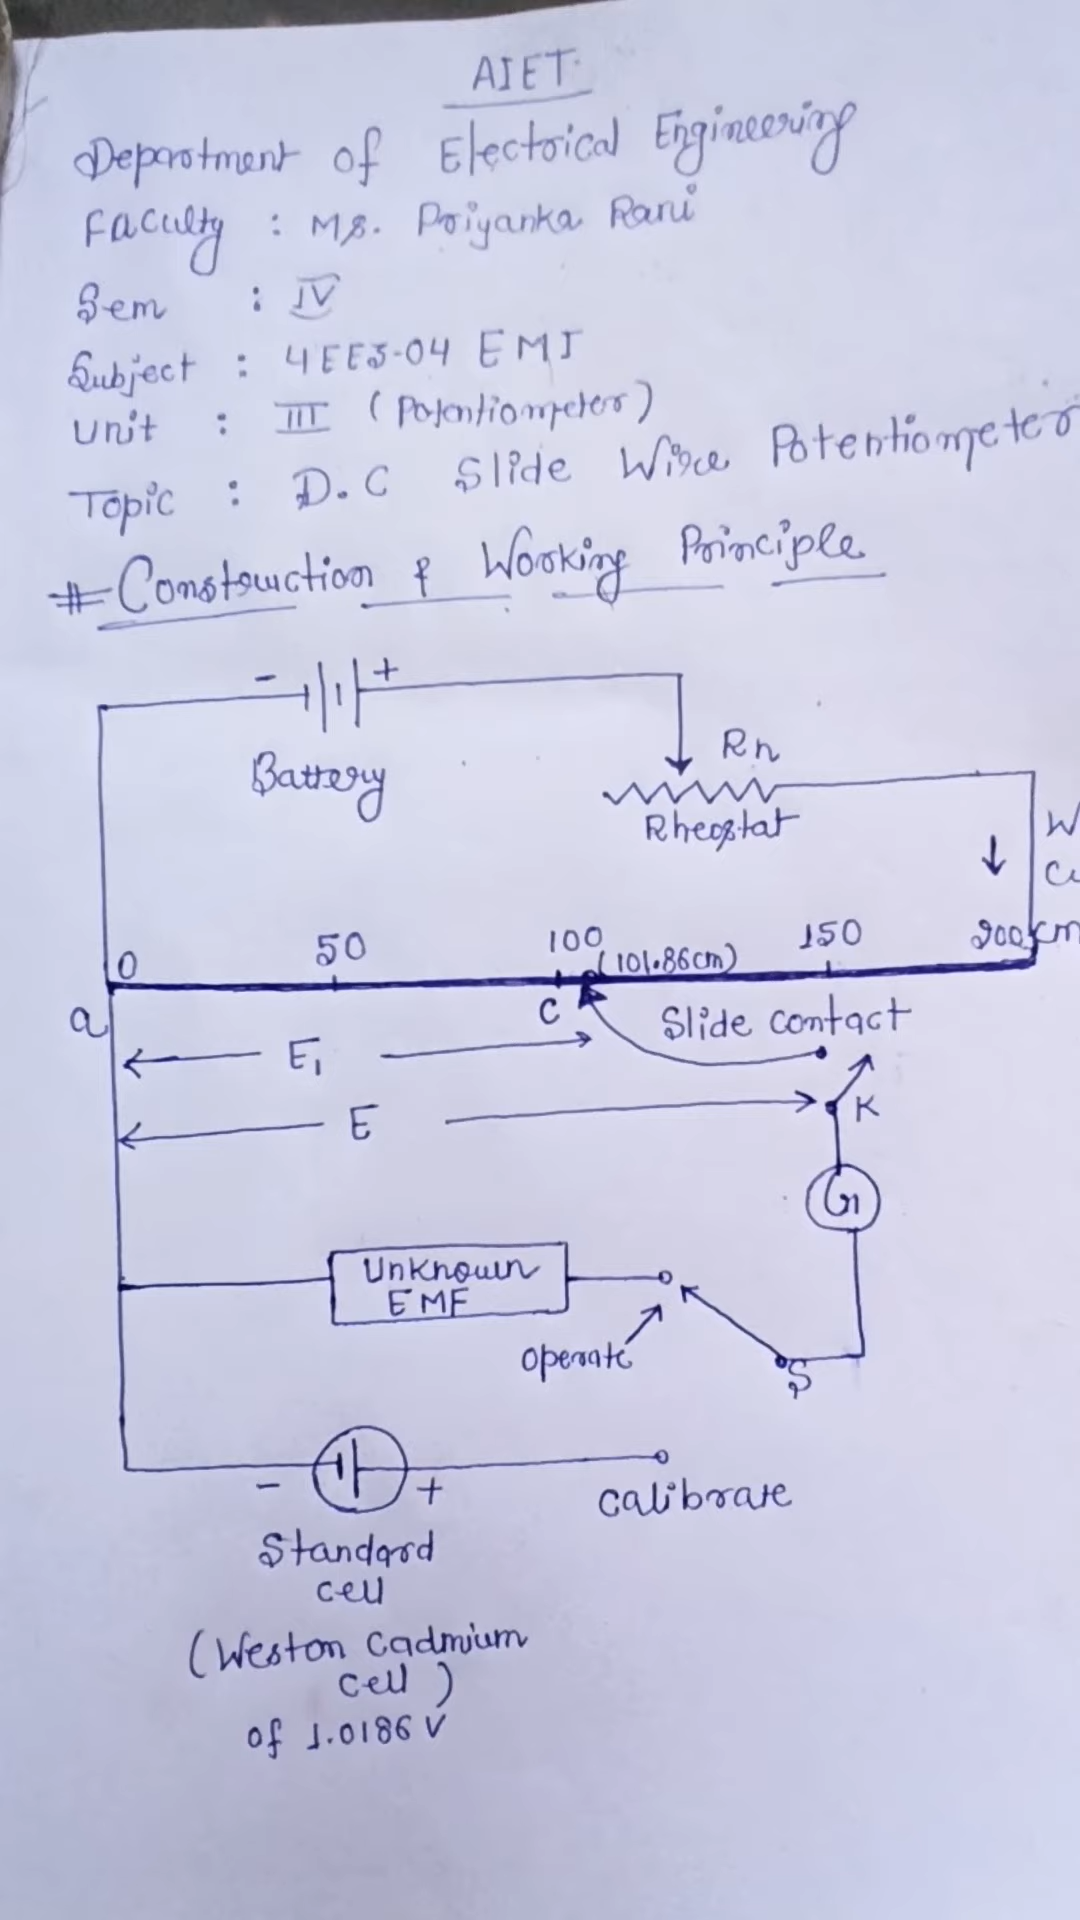 AIET
Department of Electrical Engineering
Faculty : Ms. Priyanka Rani
Sem : IV
Subject : 4EE3-04 EMI
Unit : III (Potentiometer)
Topic : D.C Slide Wire Potentiometer
# Construction & Working Principle
- +
Battery
Rh
Rheostat
0 50 100 (101.86cm) 150 200 cm
a C Slide contact
E1
E K
G
Unknown
EMF
operate
S
- +
calibrate
Standard
cell
(Weston Cadmium
cell)
of 1.0186 V